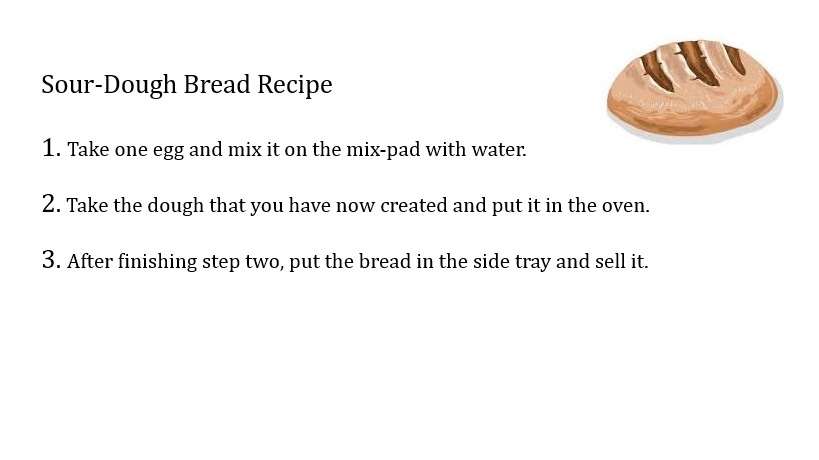 Sour-Dough Bread Recipe
1. Take one egg and mix it on the mix-pad with water.
2. Take the dough that you have now created and put it in the oven.
3. After finishing step two, put the bread in the side tray and sell it.